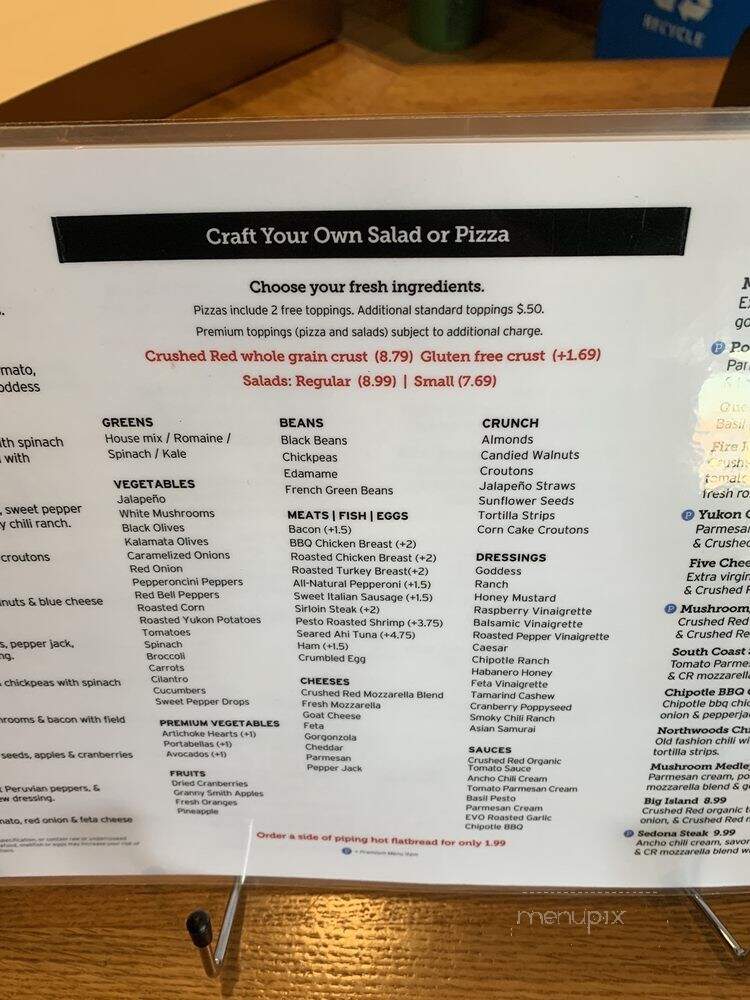 RECYCLE
Craft Your Own Salad or Pizza
Choose your fresh ingredients.
Pizzas include 2 free toppings. Additional standard toppings $.50.
Premium toppings (pizza and salads) subject to additional charge.
Crushed Red whole grain crust (8.79) Gluten free crust (+1.69)
Salads: Regular (8.99) | Small (7.69)
GREENS
House mix / Romaine /
Spinach / Kale
VEGETABLES
Jalapeño
White Mushrooms
Black Olives
Kalamata Olives
Caramelized Onions
Red Onion
Pepperoncini Peppers
Red Bell Peppers
Roasted Corn
Roasted Yukon Potatoes
Tomatoes
Spinach
Broccoli
Carrots
Cilantro
Cucumbers
Sweet Pepper Drops
PREMIUM VEGETABLES
Artichoke Hearts (+1)
Portabellas (+1)
Avocados (+1)
FRUITS
Dried Cranberries
Granny Smith Apples
Fresh Oranges
Pineapple
BEANS
Black Beans
Chickpeas
Edamame
French Green Beans
MEATS | FISH | EGGS
Bacon (+1.5)
BBQ Chicken Breast (+2)
Roasted Chicken Breast (+2)
Roasted Turkey Breast(+2)
All-Natural Pepperoni (+1.5)
Sweet Italian Sausage (+1.5)
Sirloin Steak (+2)
Pesto Roasted Shrimp (+3.75)
Seared Ahi Tuna (+4.75)
Ham (+1.5)
Crumbled Egg
CHEESES
Crushed Red Mozzarella Blend
Fresh Mozzarella
Goat Cheese
Feta
Gorgonzola
Cheddar
Parmesan
Pepper Jack
CRUNCH
Almonds
Candied Walnuts
Croutons
Jalapeño Straws
Sunflower Seeds
Tortilla Strips
Corn Cake Croutons
DRESSINGS
Goddess
Ranch
Honey Mustard
Raspberry Vinaigrette
Balsamic Vinaigrette
Roasted Pepper Vinaigrette
Caesar
Chipotle Ranch
Habanero Honey
Feta Vinaigrette
Tamarind Cashew
Cranberry Poppyseed
Smoky Chili Ranch
Asian Samurai
SAUCES
Crushed Red Organic
Tomato Sauce
Ancho Chili Cream
Tomato Parmesan Cream
Basil Pesto
Parmesan Cream
EVO Roasted Garlic
Chipotle BBQ
Order a side of piping hot flatbread for only 1.99
P = Premium Menu Item
spinach
with
, sweet pepper
y chili ranch.
croutons
& blue cheese
, pepper jack,
chickpeas with spinach
& bacon with field
seeds, apples & cranberries
Peruvian peppers, &
dressing.
, red onion & feta cheese
P
fresh
P Yukon
Parmesan
& Crushed
Five
Extra virgin
& Crushed
P Mushroom
Crushed Red
& Crushed
South Coast
Tomato
& CR mozzarella
Chipotle BBQ
Chipotle bbq
onion &
Northwoods
Old fashion chili
tortilla strips.
Mushroom
Parmesan cream,
mozzarella blend &
Big Island 8.99
Crushed Red organic
onion, & Crushed Red
P Sedona Steak 9.99
Ancho chili cream,
& CR mozzarella blend
menupix